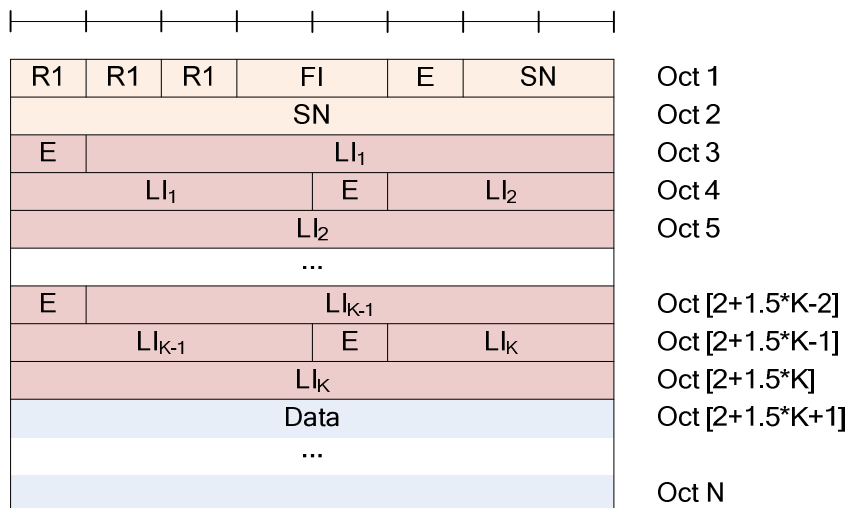 R1 R1 R1 FI E SN Oct 1
SN Oct 2
E LI₁ Oct 3
LI₁ E LI₂ Oct 4
LI₂ Oct 5
...
E LIK-1 Oct [2+1.5*K-2]
LIK-1 E LIK Oct [2+1.5*K-1]
LIK Oct [2+1.5*K]
Data Oct [2+1.5*K+1]
...
Oct N